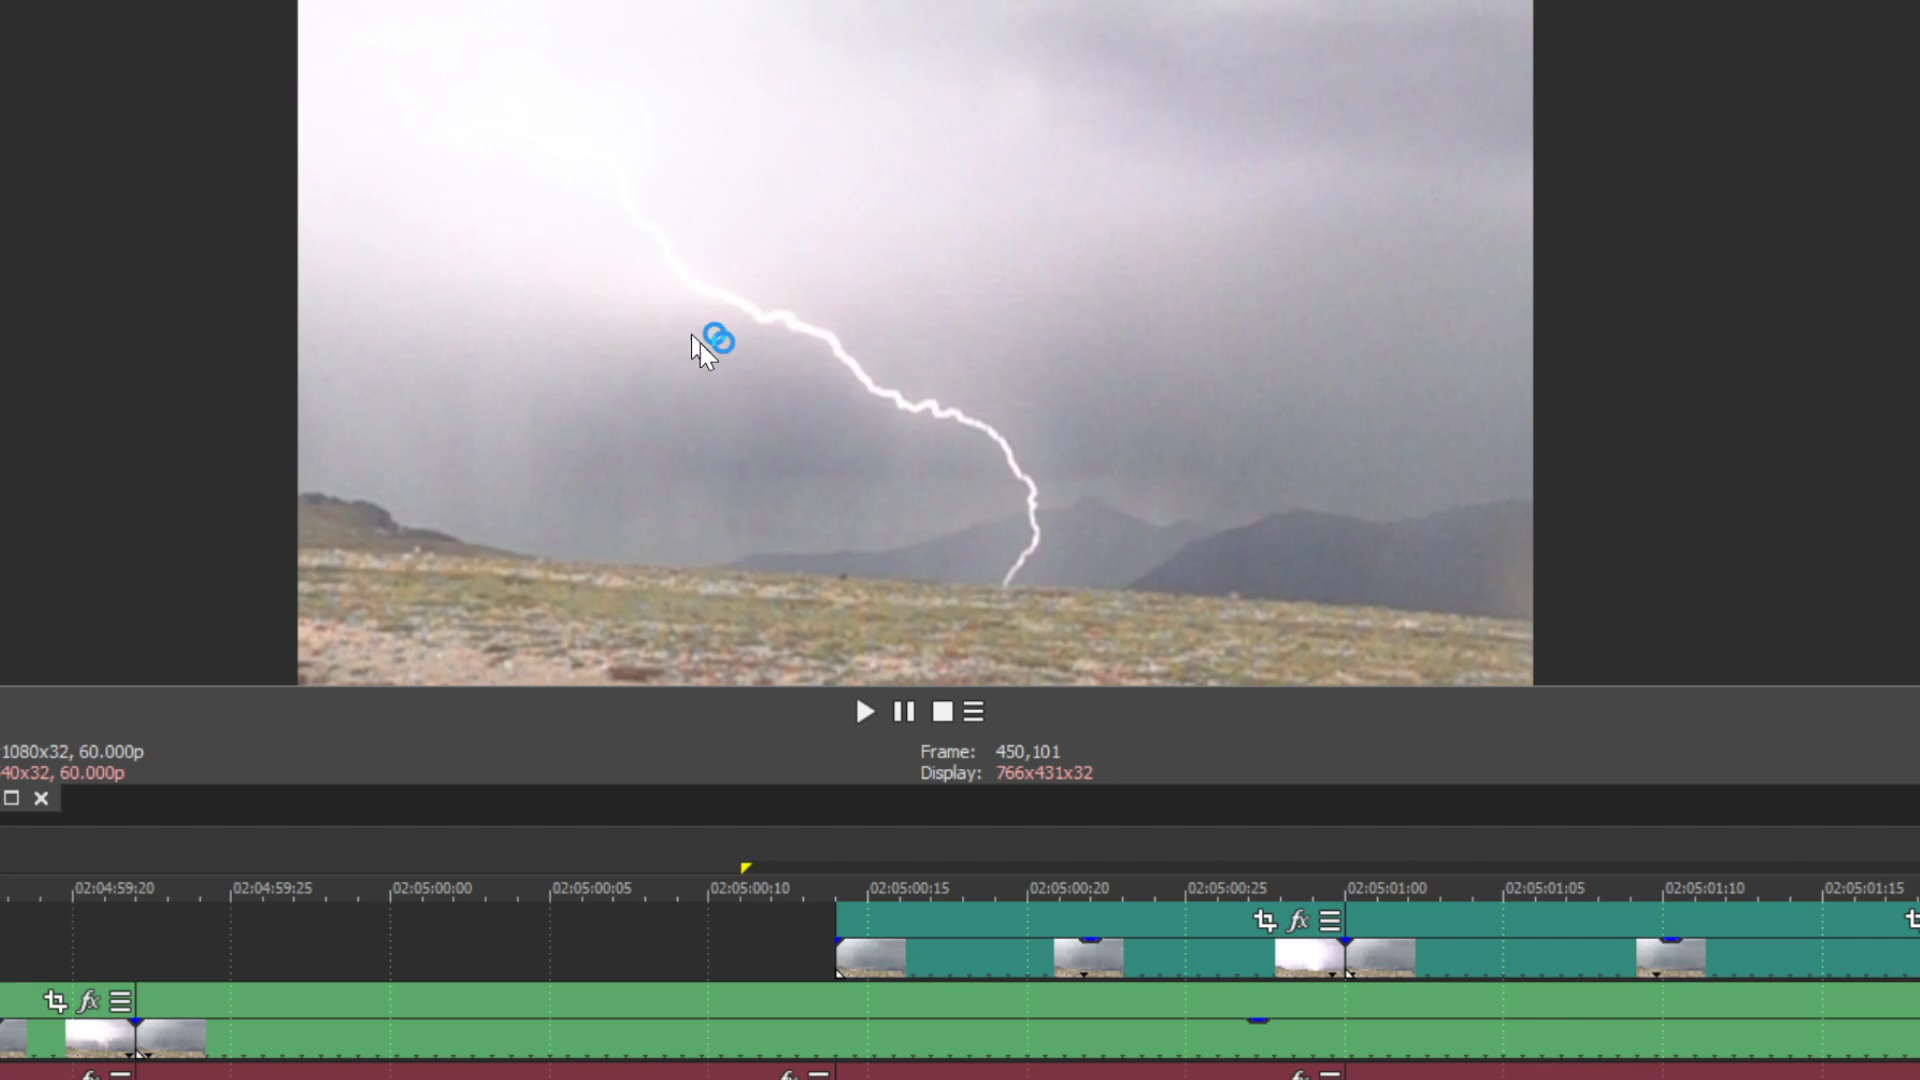 1080x32, 60.000p
Frame: 450,101
40x32, 60.000p
Display: 766x431x32
02:04:59:20 02:04:59:25 02:05:00:00 02:05:00:05 02:05:00:10 02:05:00:15 02:05:00:20 02:05:00:25 02:05:01:00 02:05:01:05 02:05:01:10 02:05:01:15
fx
fx